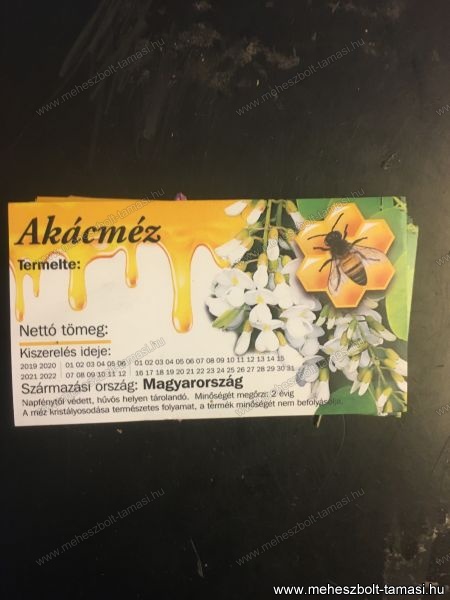 Akácméz
Termelte:
Nettó tömeg:
Kiszerelés ideje:
2019 2020 01 02 03 04 05 06 01 02 03 04 05 06 07 08 09 10 11 12 13 14 15
2021 2022 07 08 09 10 11 12 16 17 18 19 20 21 22 23 24 25 26 27 28 29 30 31
Származási ország: Magyarország
Napfénytől védett, hűvös helyen tárolandó. Minőségét megőrzi: 2 évig
A méz kristályosodása természetes folyamat, a termék minőségét nem befolyásolja.
www.meheszbolt-tamasi.hu